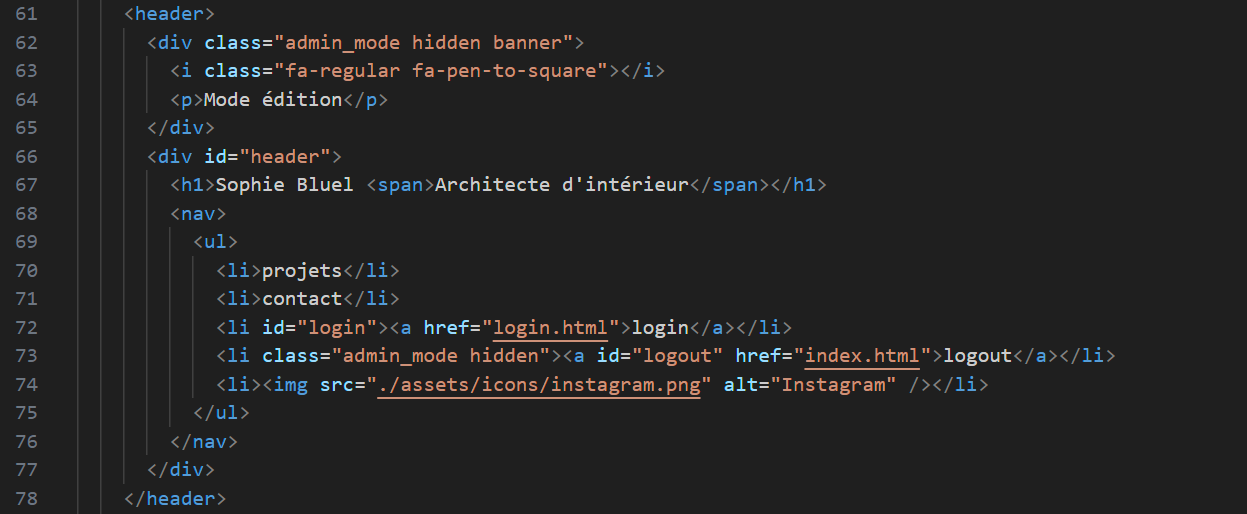 61 <header>
62 <div class="admin_mode hidden banner">
63 <i class="fa-regular fa-pen-to-square"></i>
64 <p>Mode édition</p>
65 </div>
66 <div id="header">
67 <h1>Sophie Bluel <span>Architecte d'intérieur</span></h1>
68 <nav>
69 <ul>
70 <li>projets</li>
71 <li>contact</li>
72 <li id="login"><a href="login.html">login</a></li>
73 <li class="admin_mode hidden"><a id="logout" href="index.html">logout</a></li>
74 <li><img src="./assets/icons/instagram.png" alt="Instagram" /></li>
75 </ul>
76 </nav>
77 </div>
78 </header>